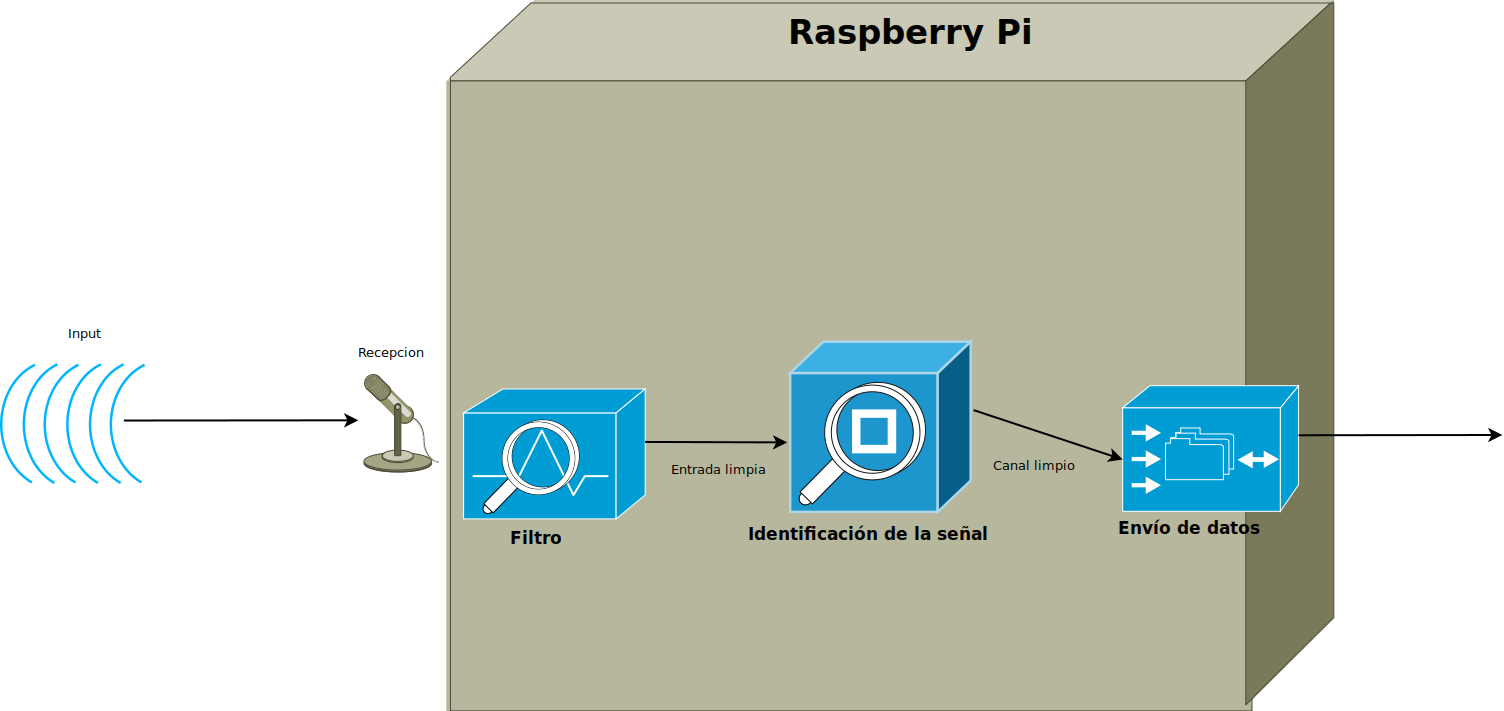 Raspberry Pi
Input
Recepcion
Entrada limpia
Canal limpio
Filtro
Identificación de la señal
Envío de datos